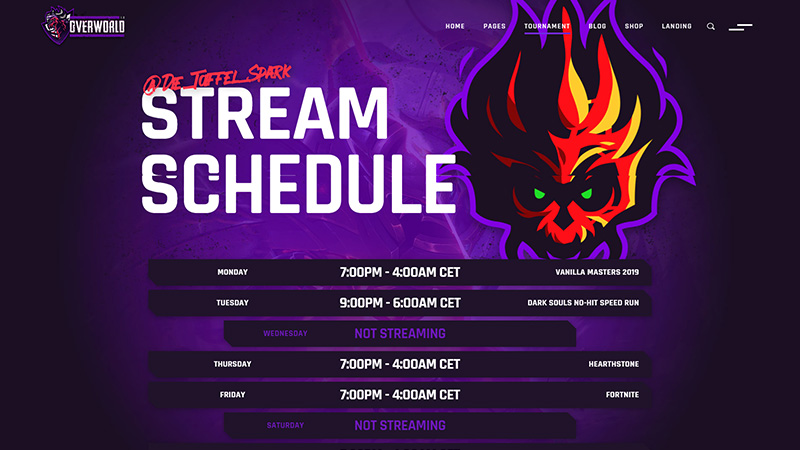 OVERWORLD
HOME PAGES TOURNAMENT BLOG SHOP LANDING
@Die_Toffel_Spark
STREAM
SCHEDULE
MONDAY 7:00PM - 4:00AM CET VANILLA MASTERS 2019
TUESDAY 9:00PM - 6:00AM CET DARK SOULS NO-HIT SPEED RUN
WEDNESDAY NOT STREAMING
THURSDAY 7:00PM - 4:00AM CET HEARTHSTONE
FRIDAY 7:00PM - 4:00AM CET FORTNITE
SATURDAY NOT STREAMING